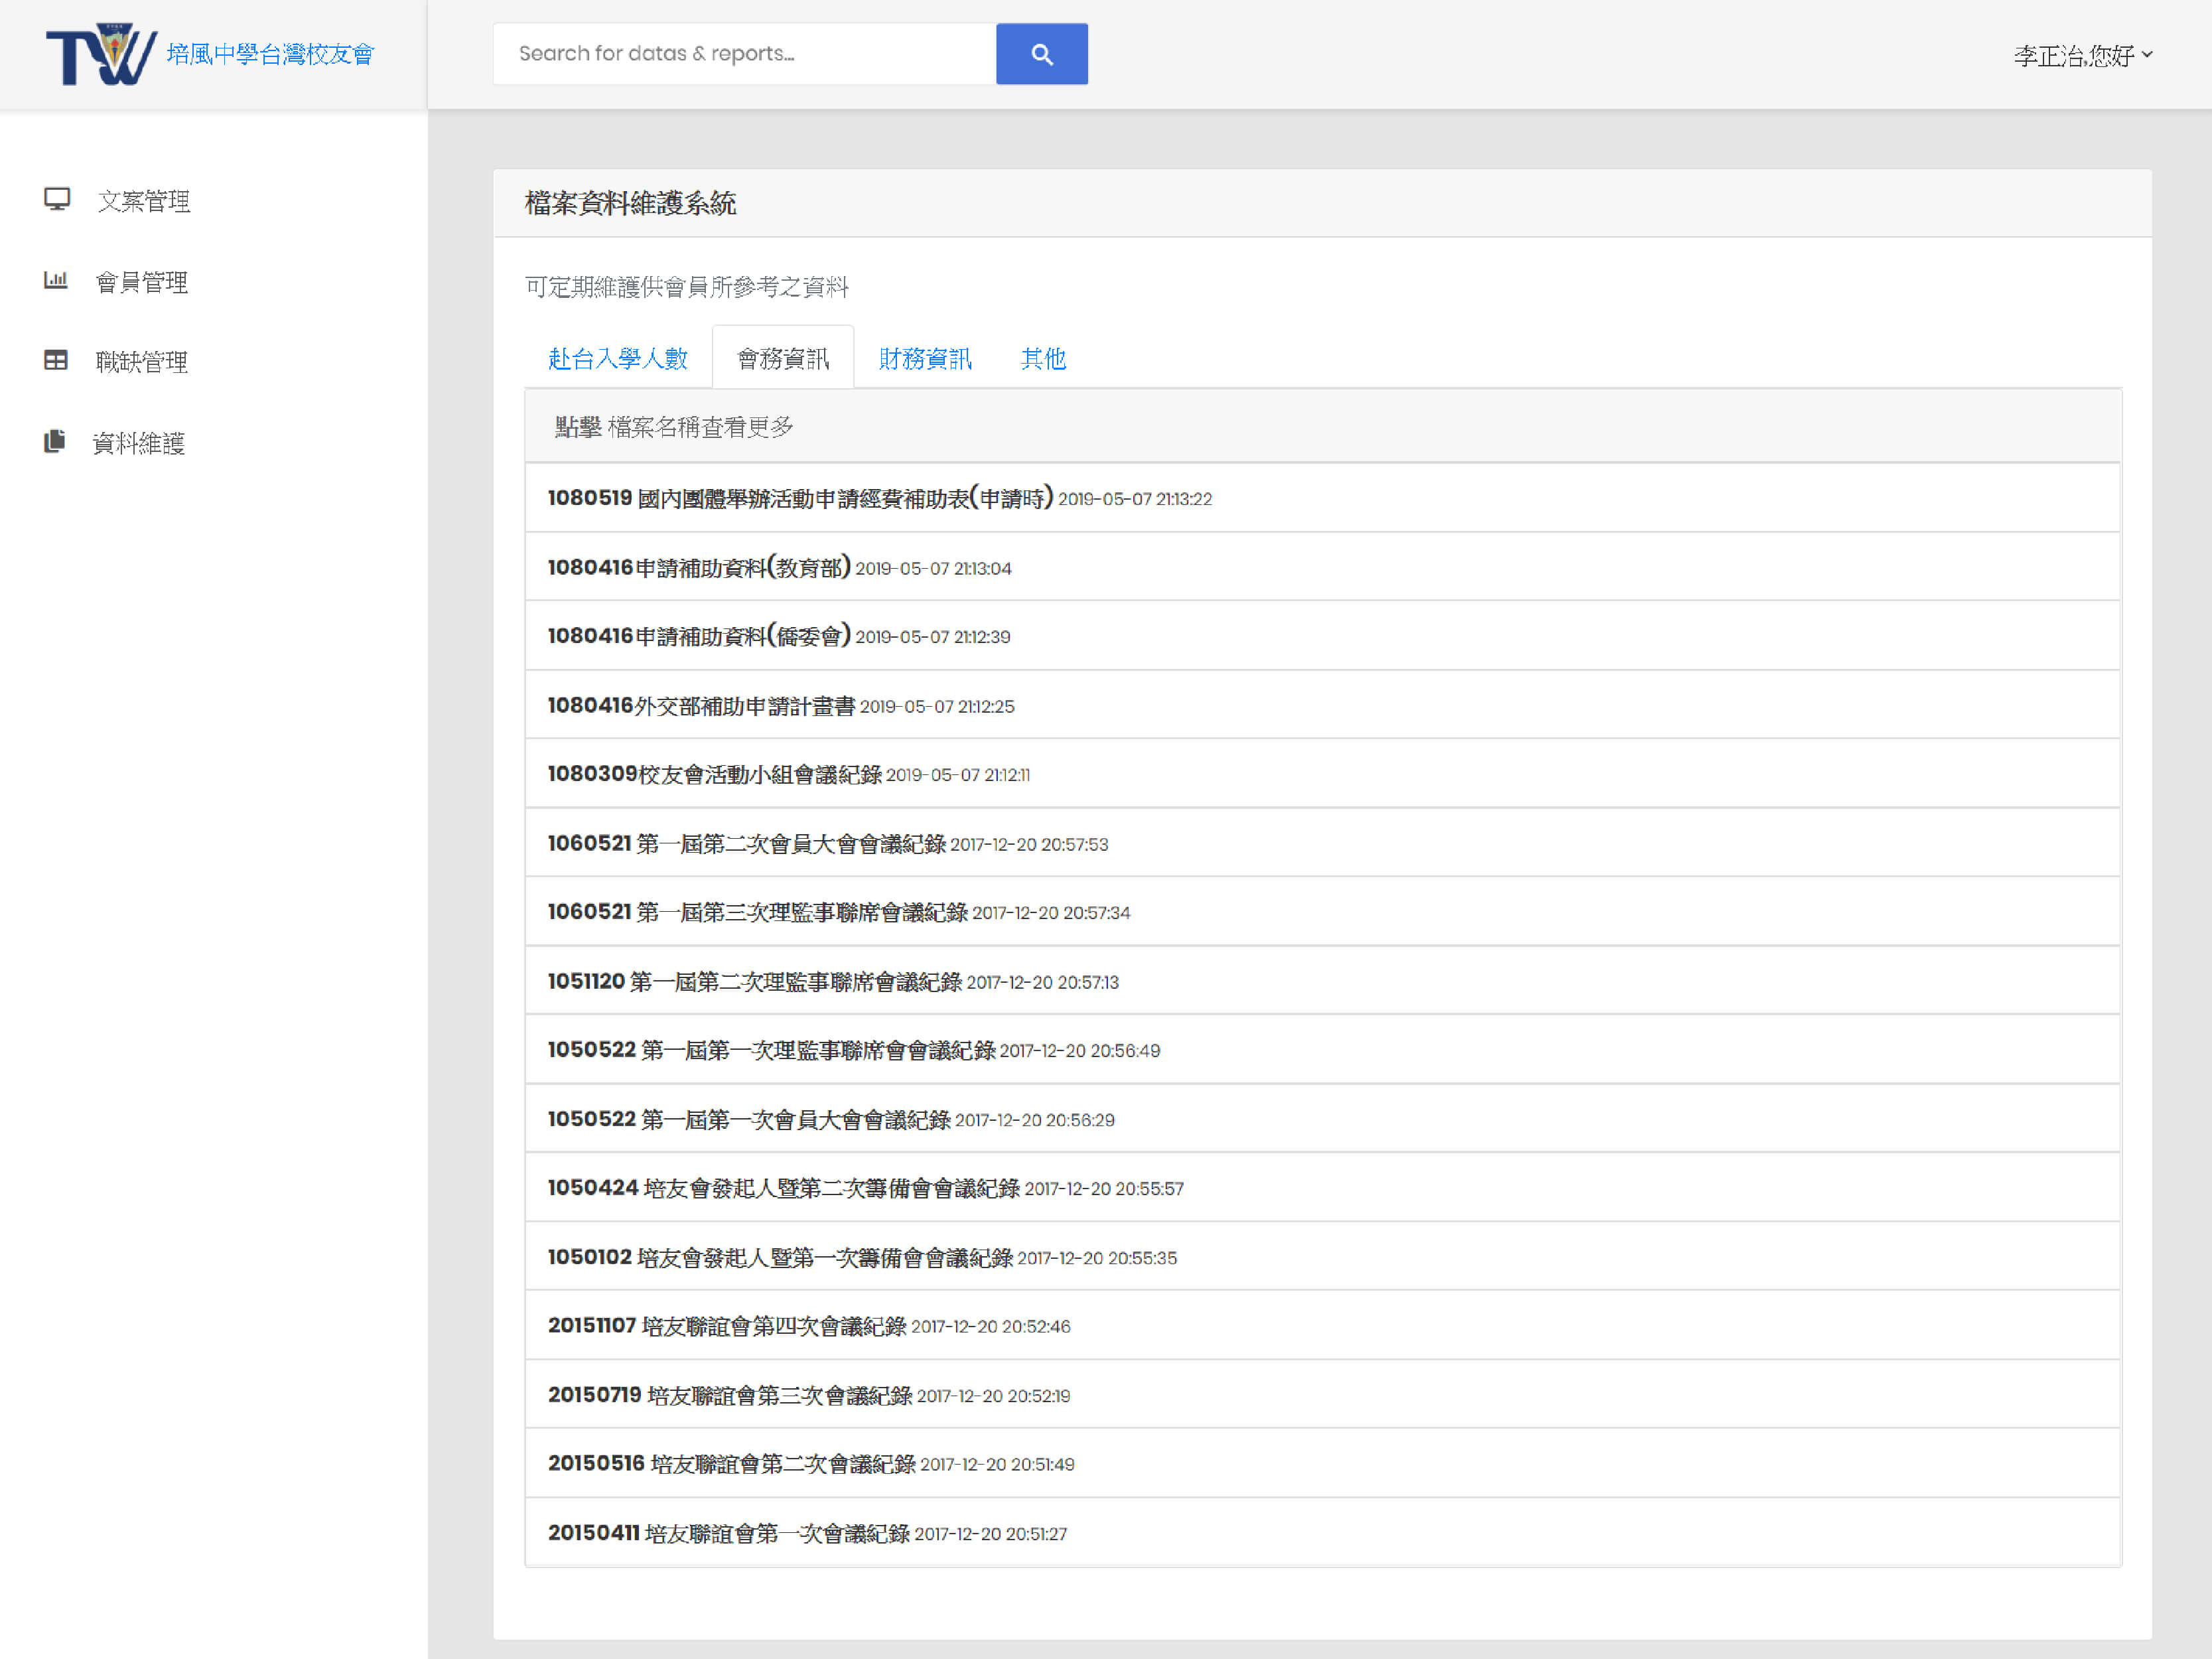 TW 培風中學台灣校友會
Search for datas & reports...
李正治,您好
文案管理
會員管理
職缺管理
資料維護
檔案資料維護系統
可定期維護供會員所參考之資料
赴台入學人數 會務資訊 財務資訊 其他
點擊 檔案名稱查看更多
1080519 國內團體舉辦活動申請經費補助表(申請時) 2019-05-07 21:13:22
1080416申請補助資料(教育部) 2019-05-07 21:13:04
1080416申請補助資料(僑委會) 2019-05-07 21:12:39
1080416外交部補助申請計畫書 2019-05-07 21:12:25
1080309校友會活動小組會議紀錄 2019-05-07 21:12:11
1060521 第一屆第二次會員大會會議紀錄 2017-12-20 20:57:53
1060521 第一屆第三次理監事聯席會議紀錄 2017-12-20 20:57:34
1051120 第一屆第二次理監事聯席會議紀錄 2017-12-20 20:57:13
1050522 第一屆第一次理監事聯席會會議紀錄 2017-12-20 20:56:49
1050522 第一屆第一次會員大會會議紀錄 2017-12-20 20:56:29
1050424 培友會發起人暨第二次籌備會會議紀錄 2017-12-20 20:55:57
1050102 培友會發起人暨第一次籌備會會議紀錄 2017-12-20 20:55:35
20151107 培友聯誼會第四次會議紀錄 2017-12-20 20:52:46
20150719 培友聯誼會第三次會議紀錄 2017-12-20 20:52:19
20150516 培友聯誼會第二次會議紀錄 2017-12-20 20:51:49
20150411 培友聯誼會第一次會議紀錄 2017-12-20 20:51:27